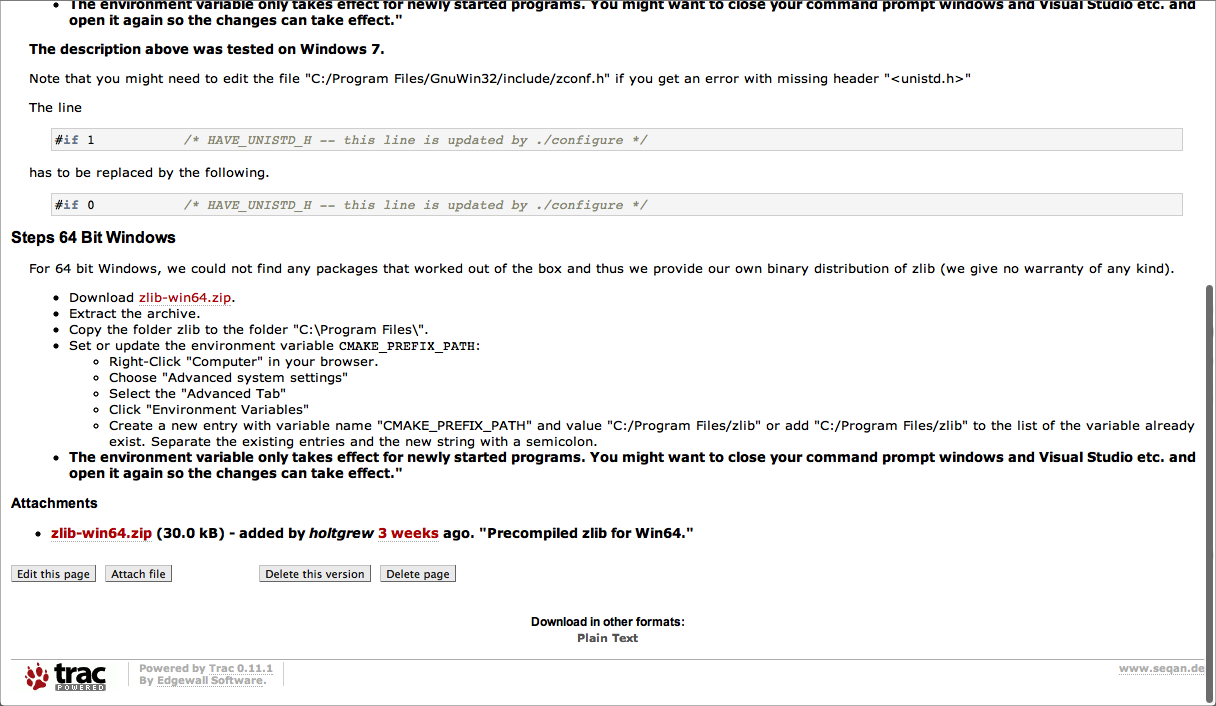 • The environment variable only takes effect for newly started programs. You might want to close your command prompt windows and Visual Studio etc. and
open it again so the changes can take effect."
The description above was tested on Windows 7.
Note that you might need to edit the file "C:/Program Files/GnuWin32/include/zconf.h" if you get an error with missing header "<unistd.h>"
The line
#if 1 /* HAVE_UNISTD_H -- this line is updated by ./configure */
has to be replaced by the following.
#if 0 /* HAVE_UNISTD_H -- this line is updated by ./configure */
Steps 64 Bit Windows
For 64 bit Windows, we could not find any packages that worked out of the box and thus we provide our own binary distribution of zlib (we give no warranty of any kind).
• Download zlib-win64.zip.
• Extract the archive.
• Copy the folder zlib to the folder "C:\Program Files\".
• Set or update the environment variable CMAKE_PREFIX_PATH:
◦ Right-Click "Computer" in your browser.
◦ Choose "Advanced system settings"
◦ Select the "Advanced Tab"
◦ Click "Environment Variables"
◦ Create a new entry with variable name "CMAKE_PREFIX_PATH" and value "C:/Program Files/zlib" or add "C:/Program Files/zlib" to the list of the variable already
exist. Separate the existing entries and the new string with a semicolon.
• The environment variable only takes effect for newly started programs. You might want to close your command prompt windows and Visual Studio etc. and
open it again so the changes can take effect."
Attachments
• zlib-win64.zip (30.0 kB) - added by holtgrew 3 weeks ago. "Precompiled zlib for Win64."
Edit this page Attach file Delete this version Delete page
Download in other formats:
Plain Text
trac
POWERED
Powered by Trac 0.11.1
By Edgewall Software.
www.seqan.de